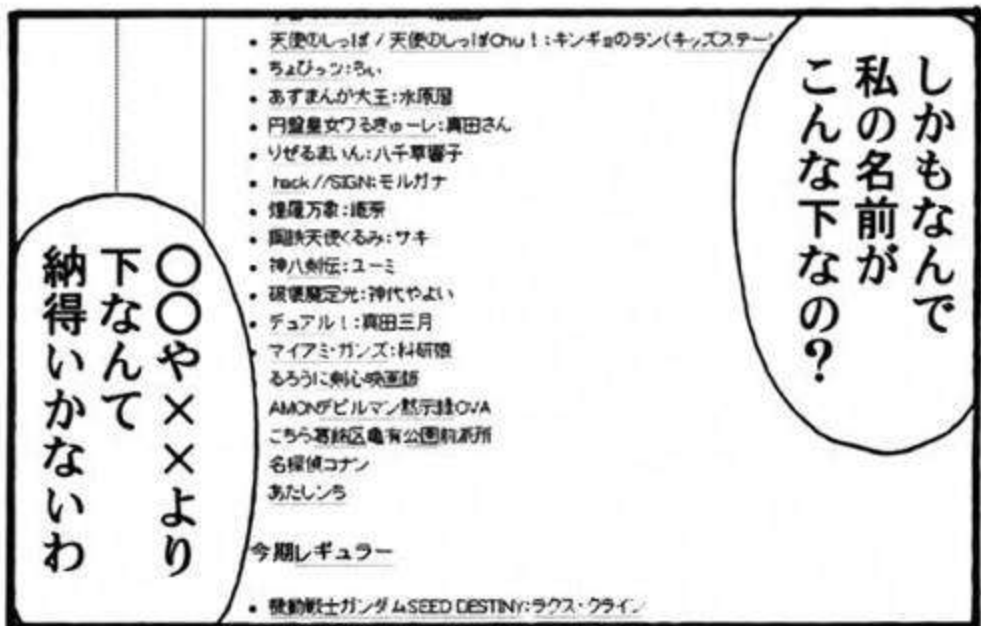 しかもなんで
私の名前が
こんな下なの?
天使のしっぽ/天使のしっぽChu!:キンギョのラン(キッズステー
ちょびっツ:ちぃ
あずまんが大王:水原暦
円盤皇女ワるきゅーレ:真田さん
りぜるまいん:八千草響子
.hack//SIGN:モルガナ
煌羅万象:
鋼鉄天使くるみ:サキ
神八剣伝:ユーミ
破壊魔定光:神代やよい
デュアル!:真田三月
マイアミ・ガンズ:科研娘
るろうに剣心映画版
AMONデビルマン黙示録OVA
こちら葛飾区亀有公園前派出所
名探偵コナン
あたしンち
今期レギュラー
機動戦士ガンダムSEED DESTINY:ラクス・クライン
〇〇や××より
下なんて
納得いかないわ